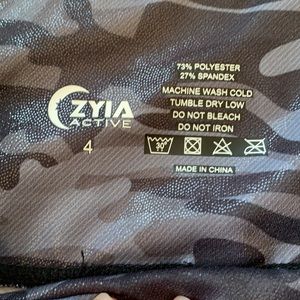 73% POLYESTER
27% SPANDEX
MACHINE WASH COLD
TUMBLE DRY LOW
DO NOT BLEACH
DO NOT IRON
ZYIA
ACTIVE
4
30°
MADE IN CHINA